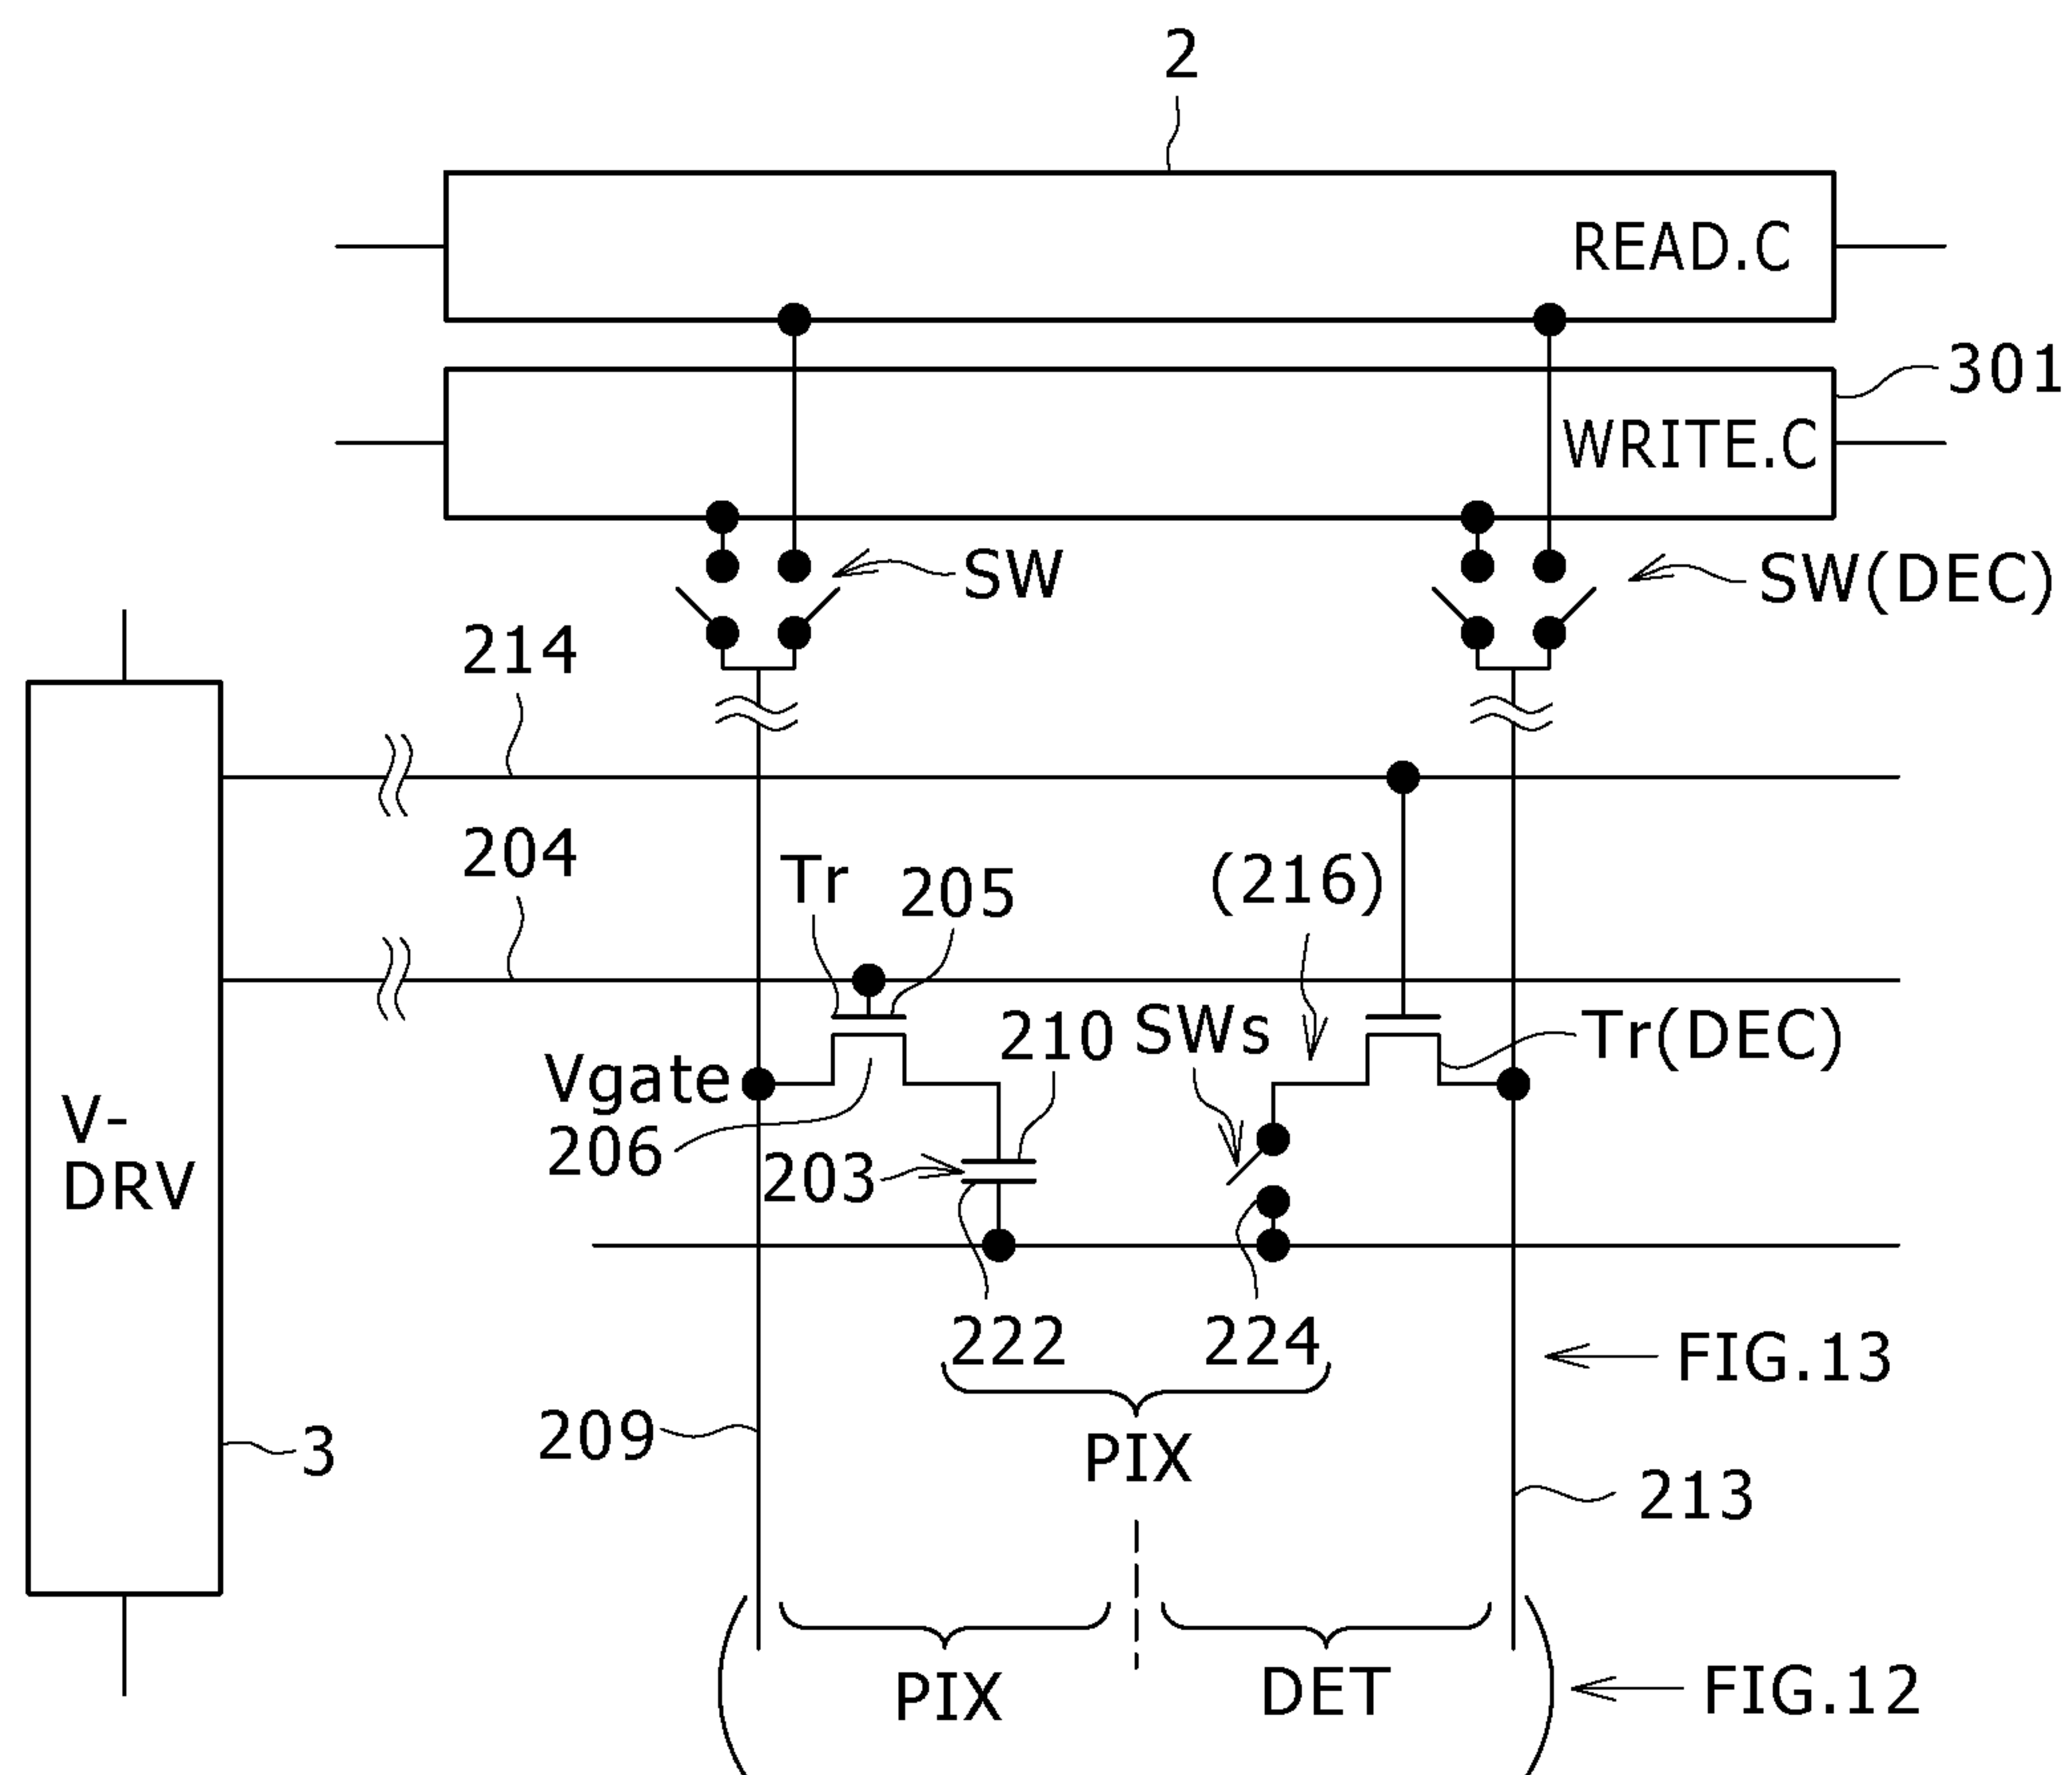 2
READ.C
301
WRITE.C
SW
SW(DEC)
214
204
Tr
205
(216)
210
SWs
Tr(DEC)
Vgate
206
203
V-
DRV
222
224
FIG.13
209
PIX
3
213
PIX
DET
FIG.12